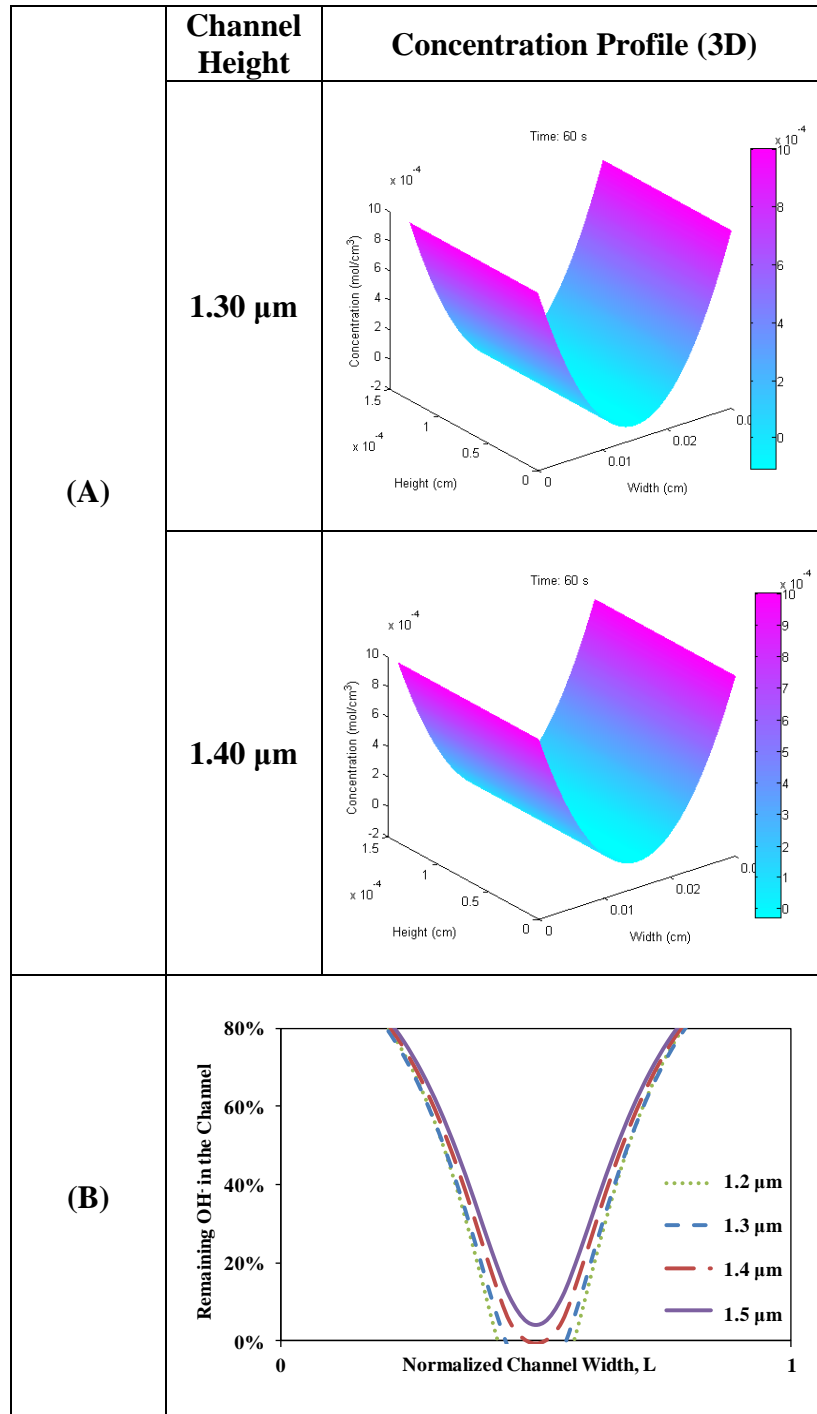 Channel Height
Concentration Profile (3D)
(A)
1.30 µm
Time: 60 s
x 10⁻⁴
x 10⁻⁴
10
8
6
4
2
0
-2
Concentration (mol/cm³)
1.5
1
0.5
0
x 10⁻⁴
Height (cm)
0
0.01
0.02
0.0
Width (cm)
10
8
6
4
2
0
1.40 µm
Time: 60 s
x 10⁻⁴
x 10⁻⁴
10
8
6
4
2
0
-2
Concentration (mol/cm³)
1.5
1
0.5
0
x 10⁻⁴
Height (cm)
0
0.01
0.02
0.0
Width (cm)
10
9
8
7
6
5
4
3
2
1
0
(B)
80%
60%
40%
20%
0%
Remaining OH⁻ in the Channel
1.2 µm
1.3 µm
1.4 µm
1.5 µm
0
Normalized Channel Width, L
1